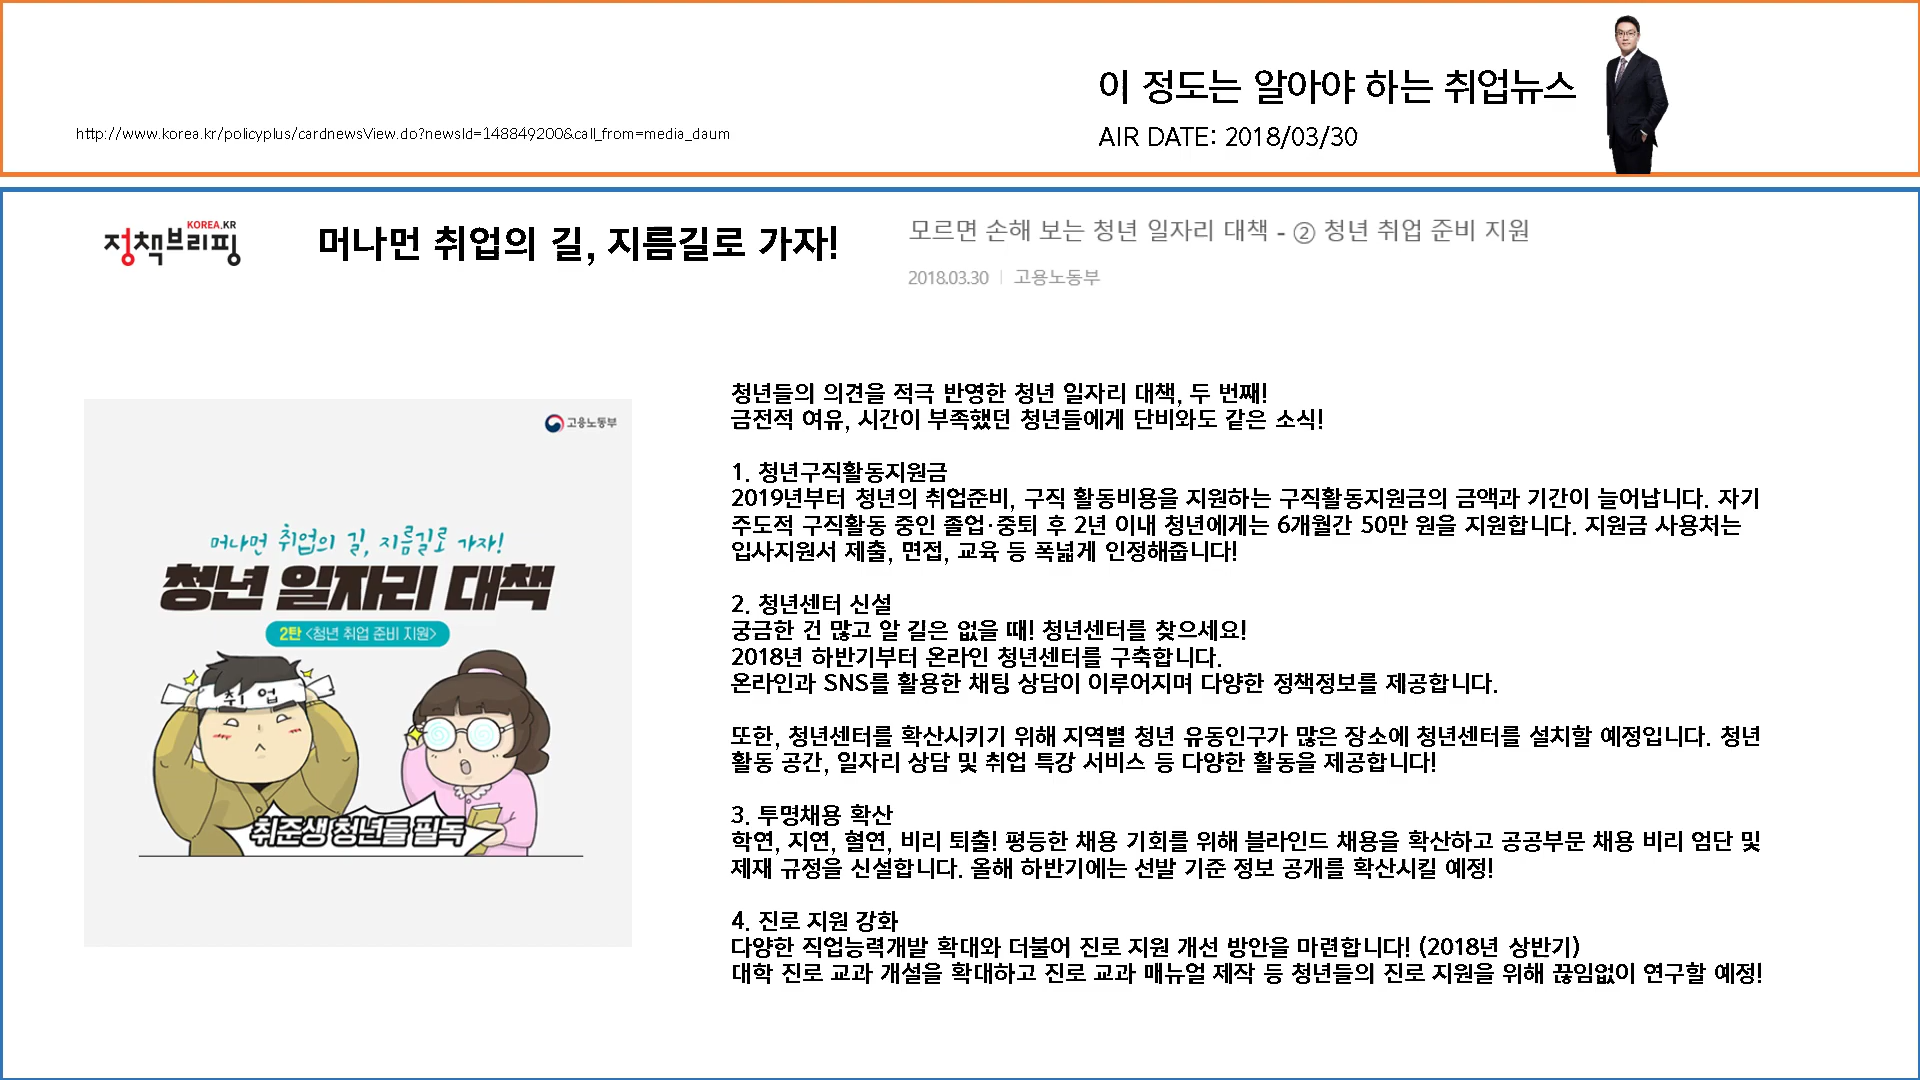 이 정도는 알아야 하는 취업뉴스
http://www.korea.kr/policyplus/cardnewsView.do?newsId=148849200&call_from=media_daum
AIR DATE: 2018/03/30
KOREA.KR
정책브리핑
머나먼 취업의 길, 지름길로 가자!
모르면 손해 보는 청년 일자리 대책 - ② 청년 취업 준비 지원
2018.03.30 | 고용노동부
고용노동부
머나먼 취업의 길, 지름길로 가자!
청년 일자리 대책
2탄 <청년 취업 준비 지원>
취 업
취준생 청년들 필독
청년들의 의견을 적극 반영한 청년 일자리 대책, 두 번째!
금전적 여유, 시간이 부족했던 청년들에게 단비와도 같은 소식!
1. 청년구직활동지원금
2019년부터 청년의 취업준비, 구직 활동비용을 지원하는 구직활동지원금의 금액과 기간이 늘어납니다. 자기
주도적 구직활동 중인 졸업·중퇴 후 2년 이내 청년에게는 6개월간 50만 원을 지원합니다. 지원금 사용처는
입사지원서 제출, 면접, 교육 등 폭넓게 인정해줍니다!
2. 청년센터 신설
궁금한 건 많고 알 길은 없을 때! 청년센터를 찾으세요!
2018년 하반기부터 온라인 청년센터를 구축합니다.
온라인과 SNS를 활용한 채팅 상담이 이루어지며 다양한 정책정보를 제공합니다.
또한, 청년센터를 확산시키기 위해 지역별 청년 유동인구가 많은 장소에 청년센터를 설치할 예정입니다. 청년
활동 공간, 일자리 상담 및 취업 특강 서비스 등 다양한 활동을 제공합니다!
3. 투명채용 확산
학연, 지연, 혈연, 비리 퇴출! 평등한 채용 기회를 위해 블라인드 채용을 확산하고 공공부문 채용 비리 엄단 및
제재 규정을 신설합니다. 올해 하반기에는 선발 기준 정보 공개를 확산시킬 예정!
4. 진로 지원 강화
다양한 직업능력개발 확대와 더불어 진로 지원 개선 방안을 마련합니다! (2018년 상반기)
대학 진로 교과 개설을 확대하고 진로 교과 매뉴얼 제작 등 청년들의 진로 지원을 위해 끊임없이 연구할 예정!